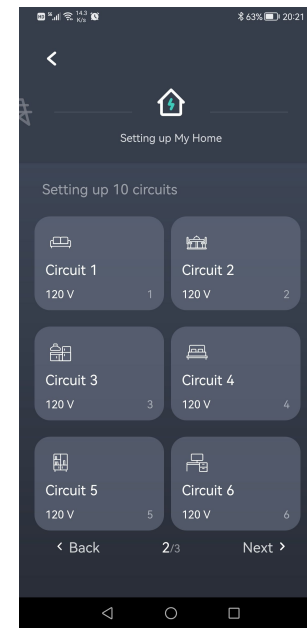 14.3 K/s 63% 20:21
Setting up My Home
Setting up 10 circuits
Circuit 1
120 V 1
Circuit 2
120 V 2
Circuit 3
120 V 3
Circuit 4
120 V 4
Circuit 5
120 V 5
Circuit 6
120 V 6
Back 2/3 Next